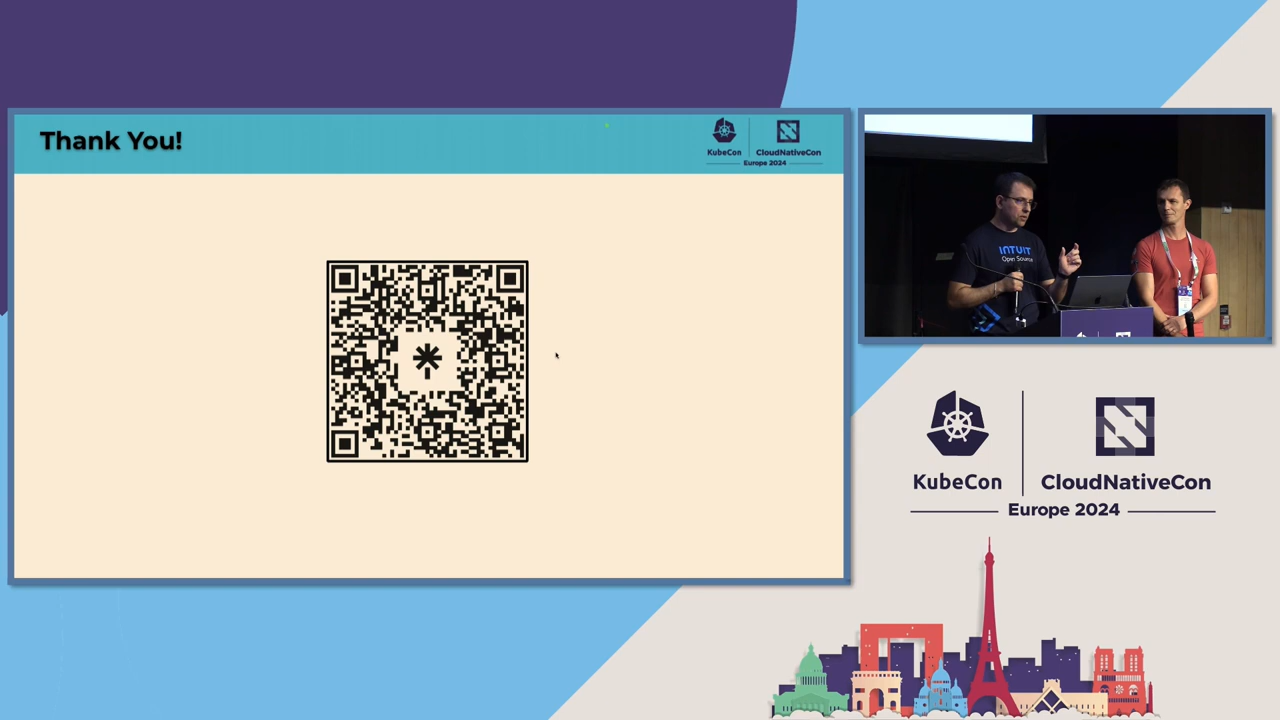 Thank You!
KubeCon
CloudNativeCon
Europe 2024
INTUIT
Open Source
KubeCon
CloudNativeCon
Europe 2024